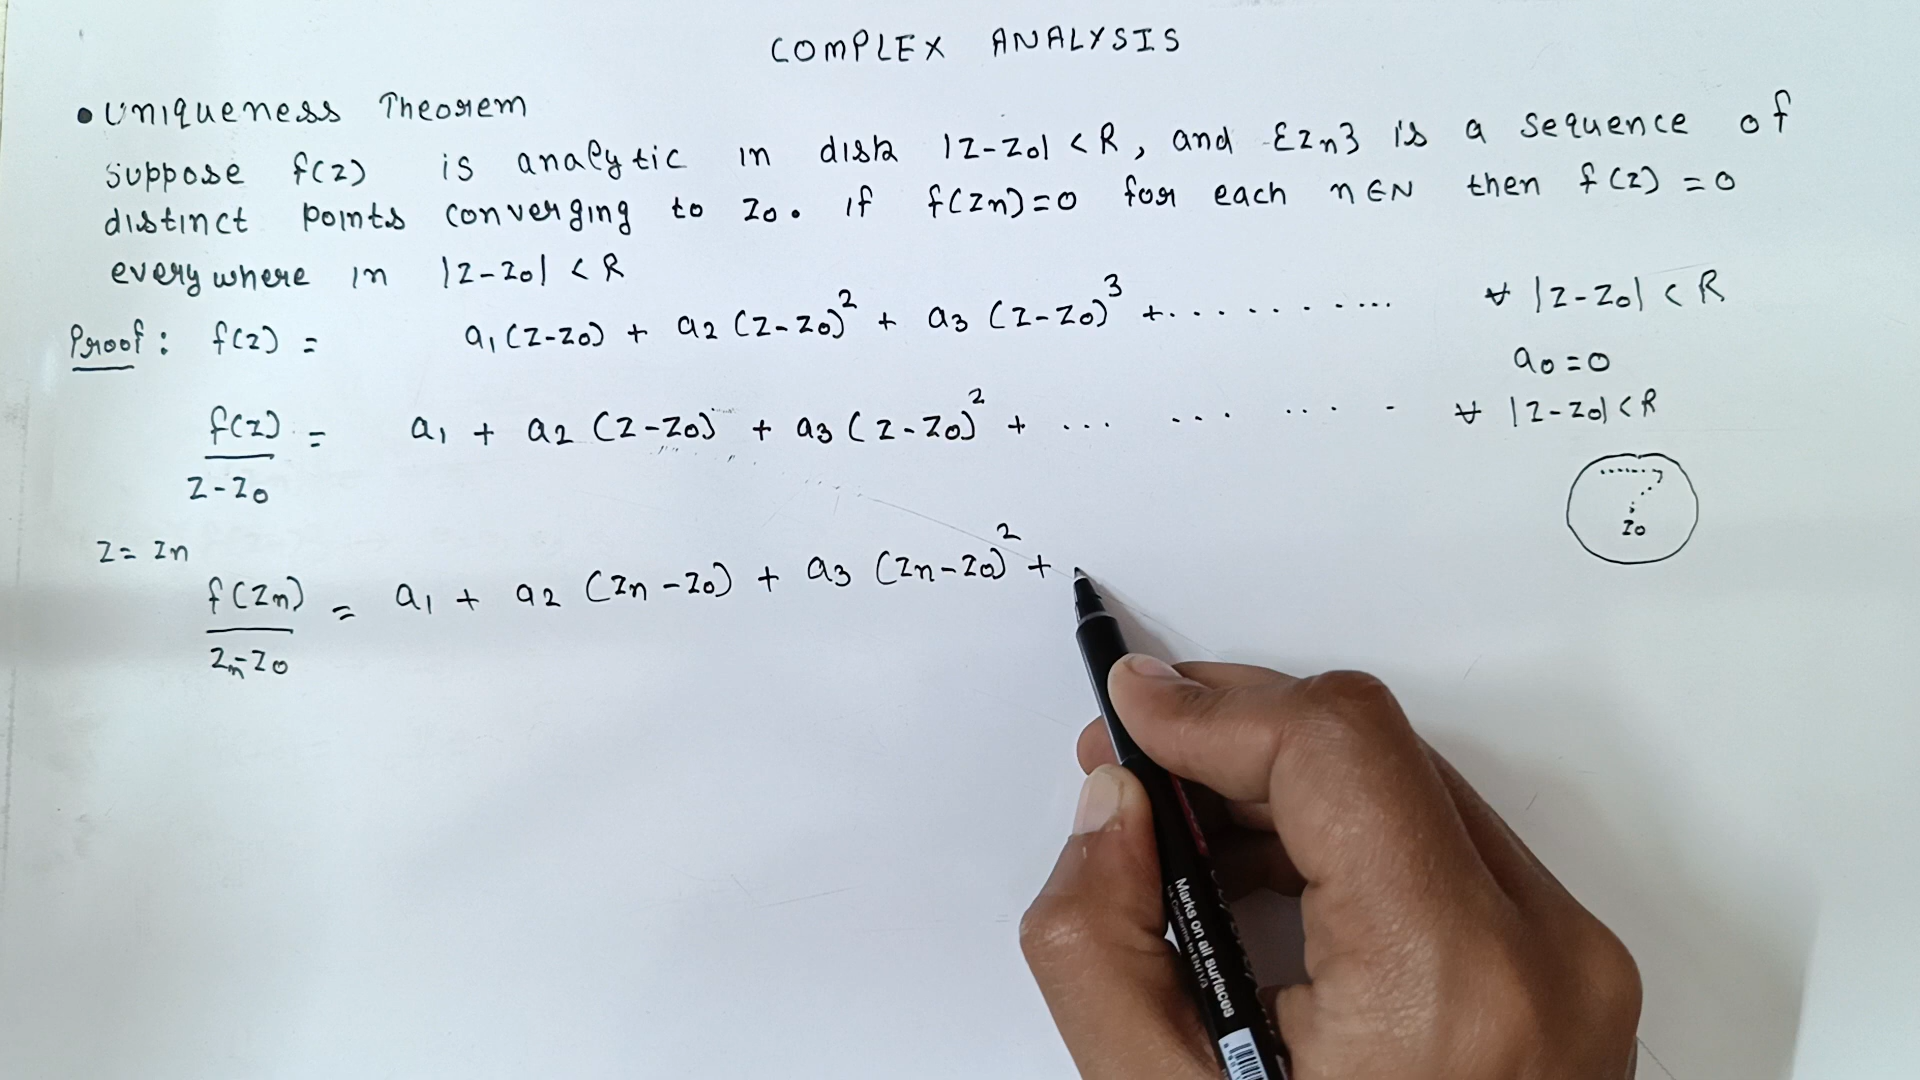 COMPLEX ANALYSIS
• Uniqueness Theorem
suppose f(z) is analytic in disk |z-z0| < R, and {zn} is a sequence of
distinct points converging to z0. if f(zn)=0 for each n∈N then f(z) = 0
everywhere in |z-z0| < R
Proof: f(z) = a1(z-z0) + a2(z-z0)² + a3(z-z0)³ +.............. ∀ |z-z0| < R
a0=0
f(z)/z-z0 = a1 + a2(z-z0) + a3(z-z0)² + ... ... ... - ∀ |z-z0|<R
z0
z= zn
f(zn)/zn-z0 = a1 + a2(zn-z0) + a3(zn-z0)² + .
Marks on all surfaces